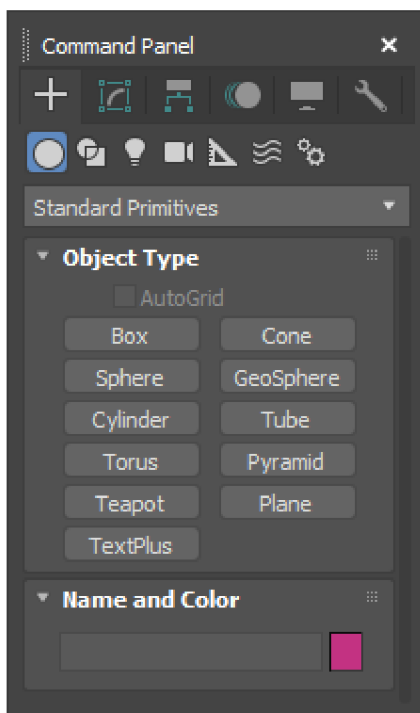 Command Panel
Standard Primitives
Object Type
AutoGrid
Box Cone
Sphere GeoSphere
Cylinder Tube
Torus Pyramid
Teapot Plane
TextPlus
Name and Color